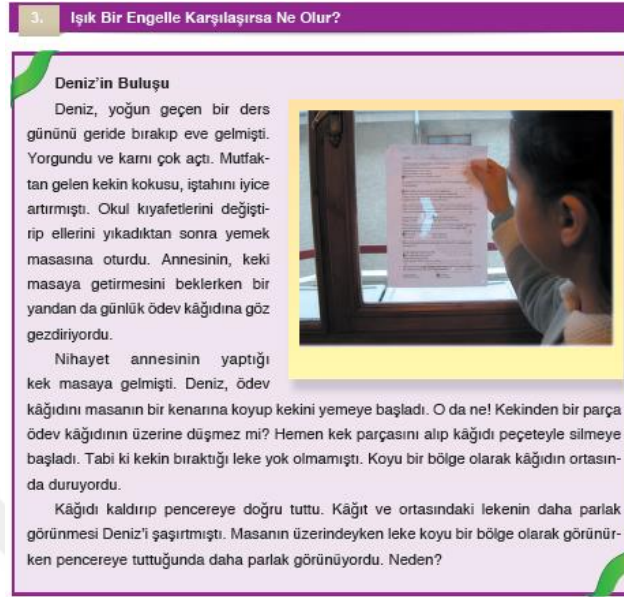 3. Işık Bir Engelle Karşılaşırsa Ne Olur?
Deniz'in Buluşu
Deniz, yoğun geçen bir ders
gününü geride bırakıp eve gelmişti.
Yorgundu ve karnı çok açtı. Mutfak-
tan gelen kekin kokusu, iştahını iyice
artırmıştı. Okul kıyafetlerini değişti-
rip ellerini yıkadıktan sonra yemek
masasına oturdu. Annesinin, keki
masaya getirmesini beklerken bir
yandan da günlük ödev kâğıdına göz
gezdiriyordu.
Nihayet annesinin yaptığı
kek masaya gelmişti. Deniz, ödev
kâğıdını masanın bir kenarına koyup kekini yemeye başladı. O da ne! Kekinden bir parça
ödev kâğıdının üzerine düşmez mi? Hemen kek parçasını alıp kâğıdı peçeteyle silmeye
başladı. Tabi ki kekin bıraktığı leke yok olmamıştı. Koyu bir bölge olarak kâğıdın ortasın-
da duruyordu.
Kâğıdı kaldırıp pencereye doğru tuttu. Kâğıt ve ortasındaki lekenin daha parlak
görünmesi Deniz'i şaşırtmıştı. Masanın üzerindeyken leke koyu bir bölge olarak görünür-
ken pencereye tuttuğunda daha parlak görünüyordu. Neden?